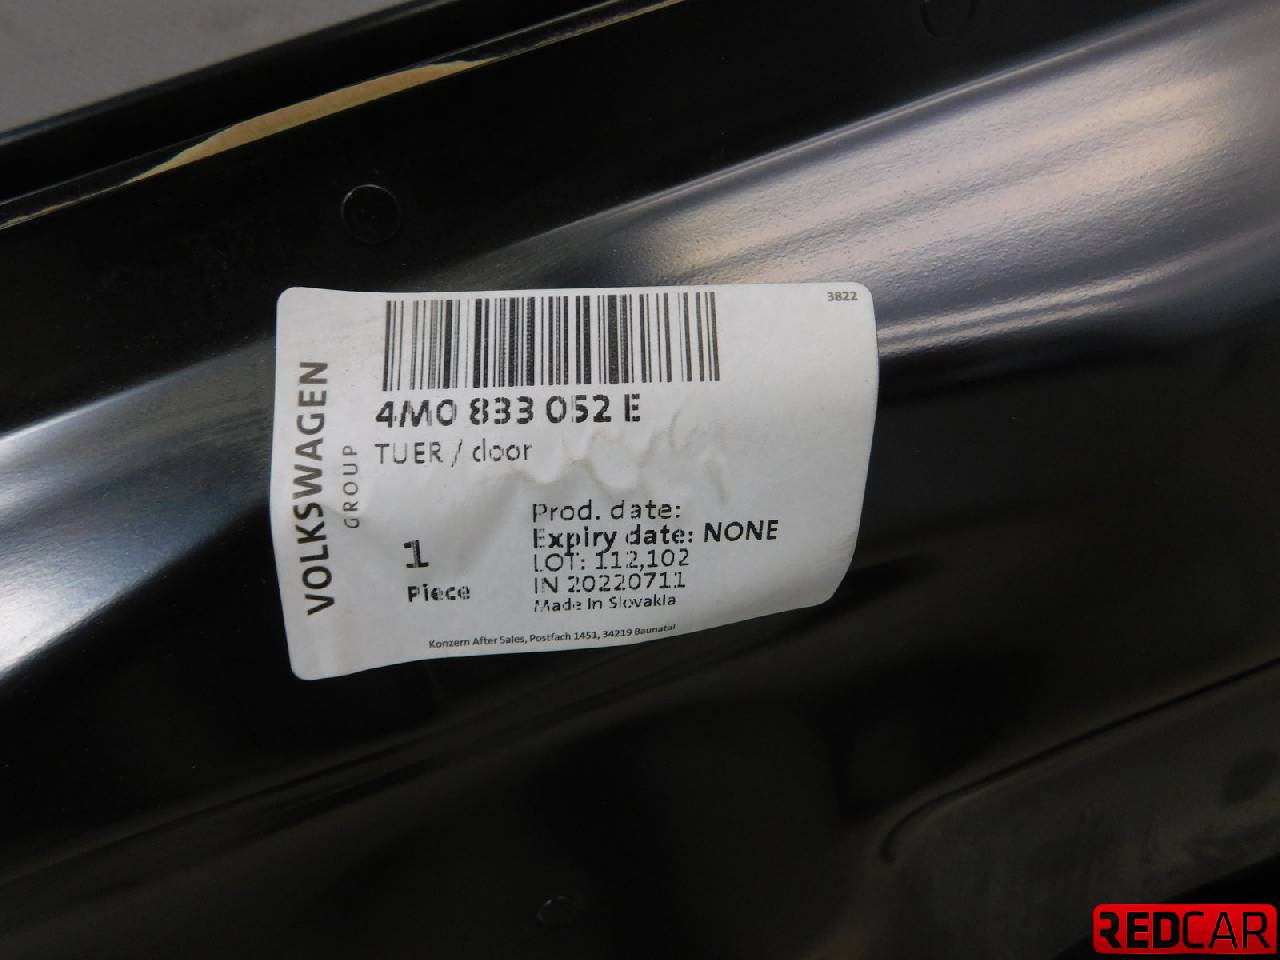 3822
4M0 833 052 E
TUER / door
VOLKSWAGEN
GROUP
1
Piece
Prod. date:
Expiry date: NONE
LOT: 112,102
IN 20220711
Made In Slovakia
Konzern After Sales, Postfach 1451, 34219 Baunatal
REDCAR